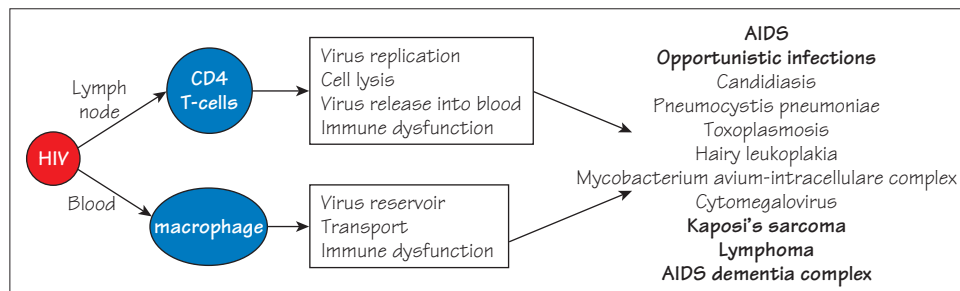 HIV
Lymph
node
Blood
CD4
T-cells
macrophage
Virus replication
Cell lysis
Virus release into blood
Immune dysfunction
Virus reservoir
Transport
Immune dysfunction
AIDS
Opportunistic infections
Candidiasis
Pneumocystis pneumoniae
Toxoplasmosis
Hairy leukoplakia
Mycobacterium avium-intracellulare complex
Cytomegalovirus
Kaposi's sarcoma
Lymphoma
AIDS dementia complex